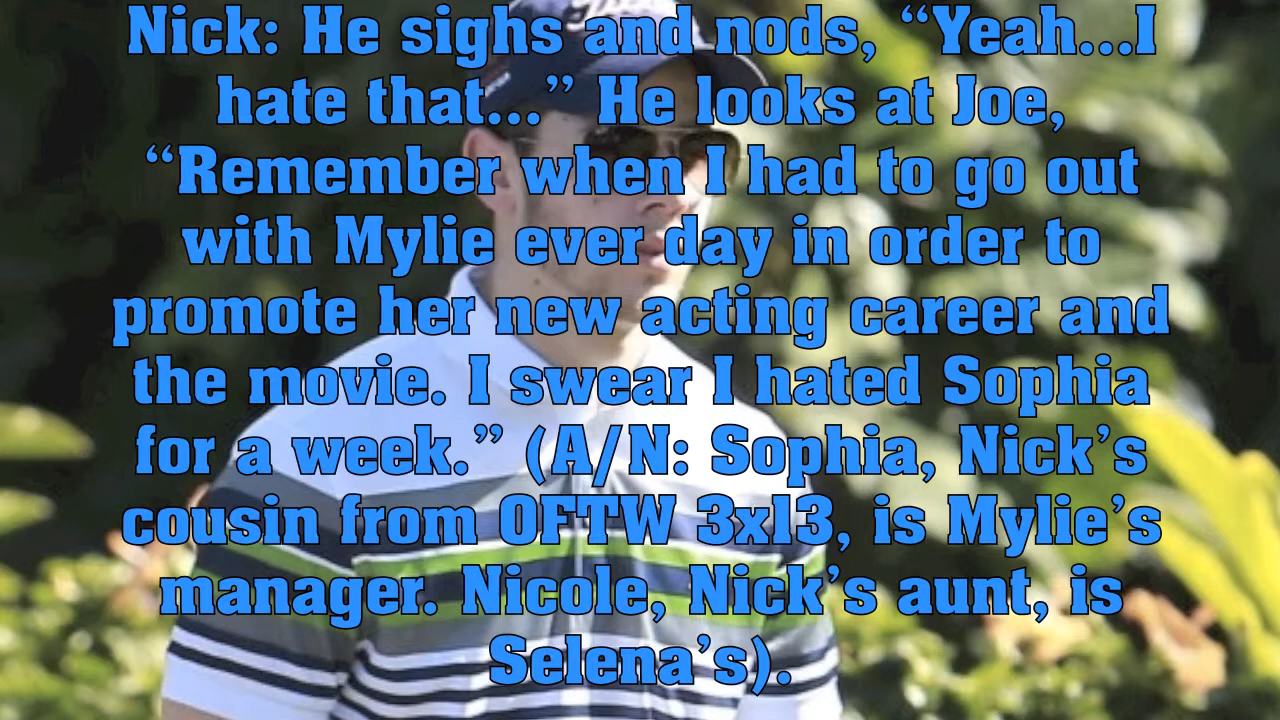 Nick: He sighs and nods, “Yeah...I
hate that...” He looks at Joe,
“Remember when I had to go out
with Mylie ever day in order to
promote her new acting career and
the movie. I swear I hated Sophia
for a week.” (A/N: Sophia, Nick’s
cousin from OFTW 3x13, is Mylie’s
manager. Nicole, Nick’s aunt, is
Selena’s).